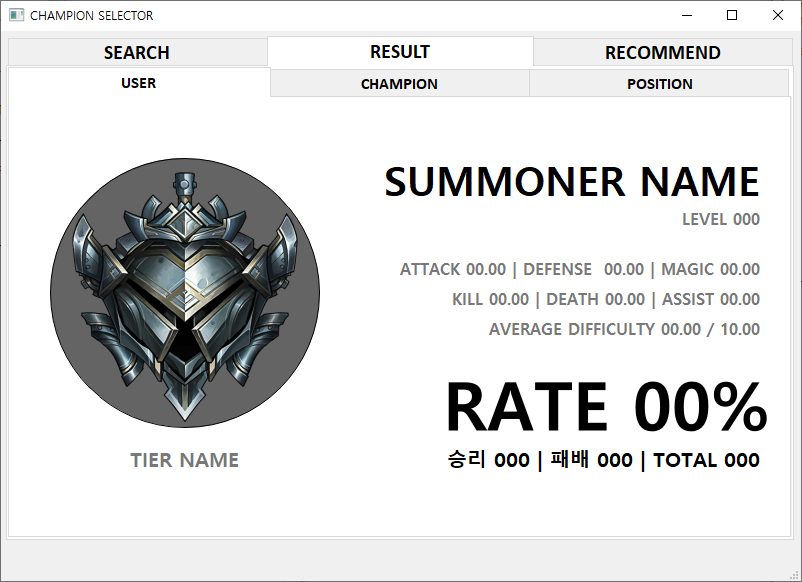 CHAMPION SELECTOR
SEARCH RESULT RECOMMEND
USER CHAMPION POSITION
SUMMONER NAME
LEVEL 000
ATTACK 00.00 | DEFENSE  00.00 | MAGIC 00.00
KILL 00.00 | DEATH 00.00 | ASSIST 00.00
AVERAGE DIFFICULTY 00.00 / 10.00
RATE 00%
승리 000 | 패배 000 | TOTAL 000
TIER NAME